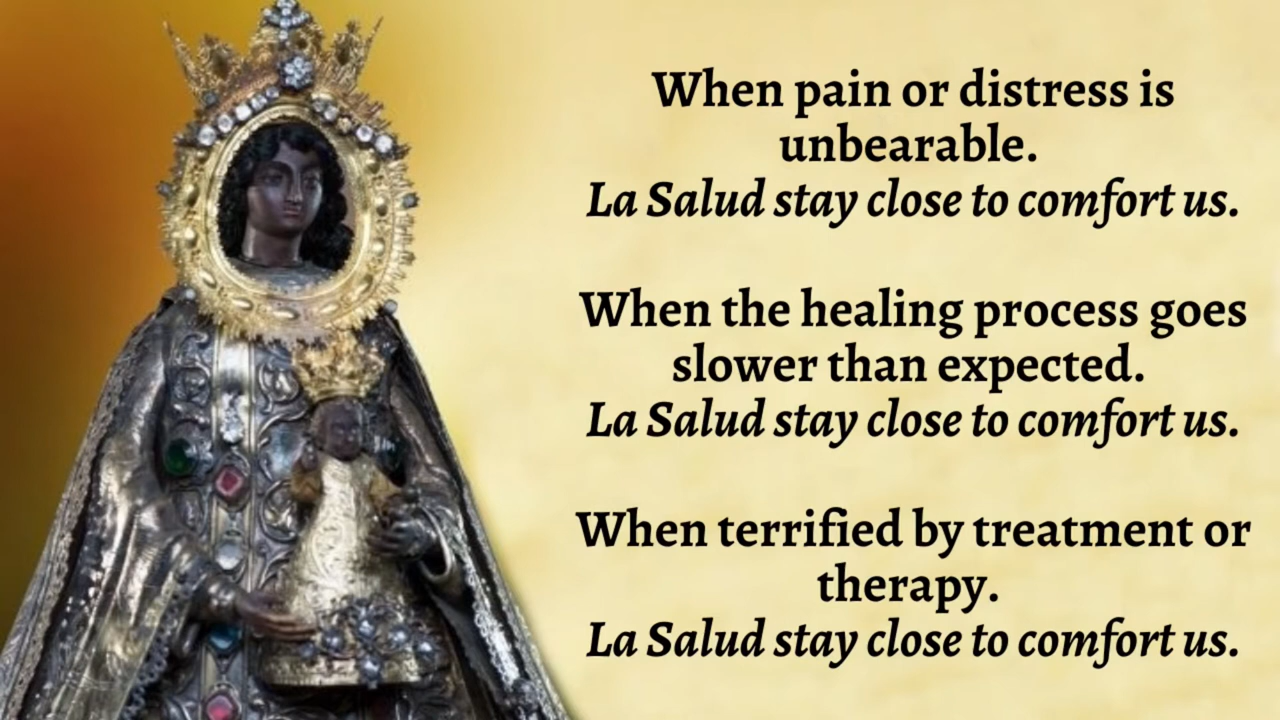 When pain or distress is
unbearable.
La Salud stay close to comfort us.
When the healing process goes
slower than expected.
La Salud stay close to comfort us.
When terrified by treatment or
therapy.
La Salud stay close to comfort us.